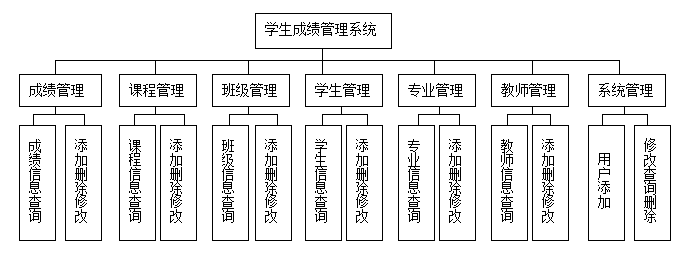 学生成绩管理系统
成绩管理
课程管理
班级管理
学生管理
专业管理
教师管理
系统管理
成绩信息查询
添加删除修改
课程信息查询
添加删除修改
班级信息查询
添加删除修改
学生信息查询
添加删除修改
专业信息查询
添加删除修改
教师信息查询
添加删除修改
用户添加
修改查询删除